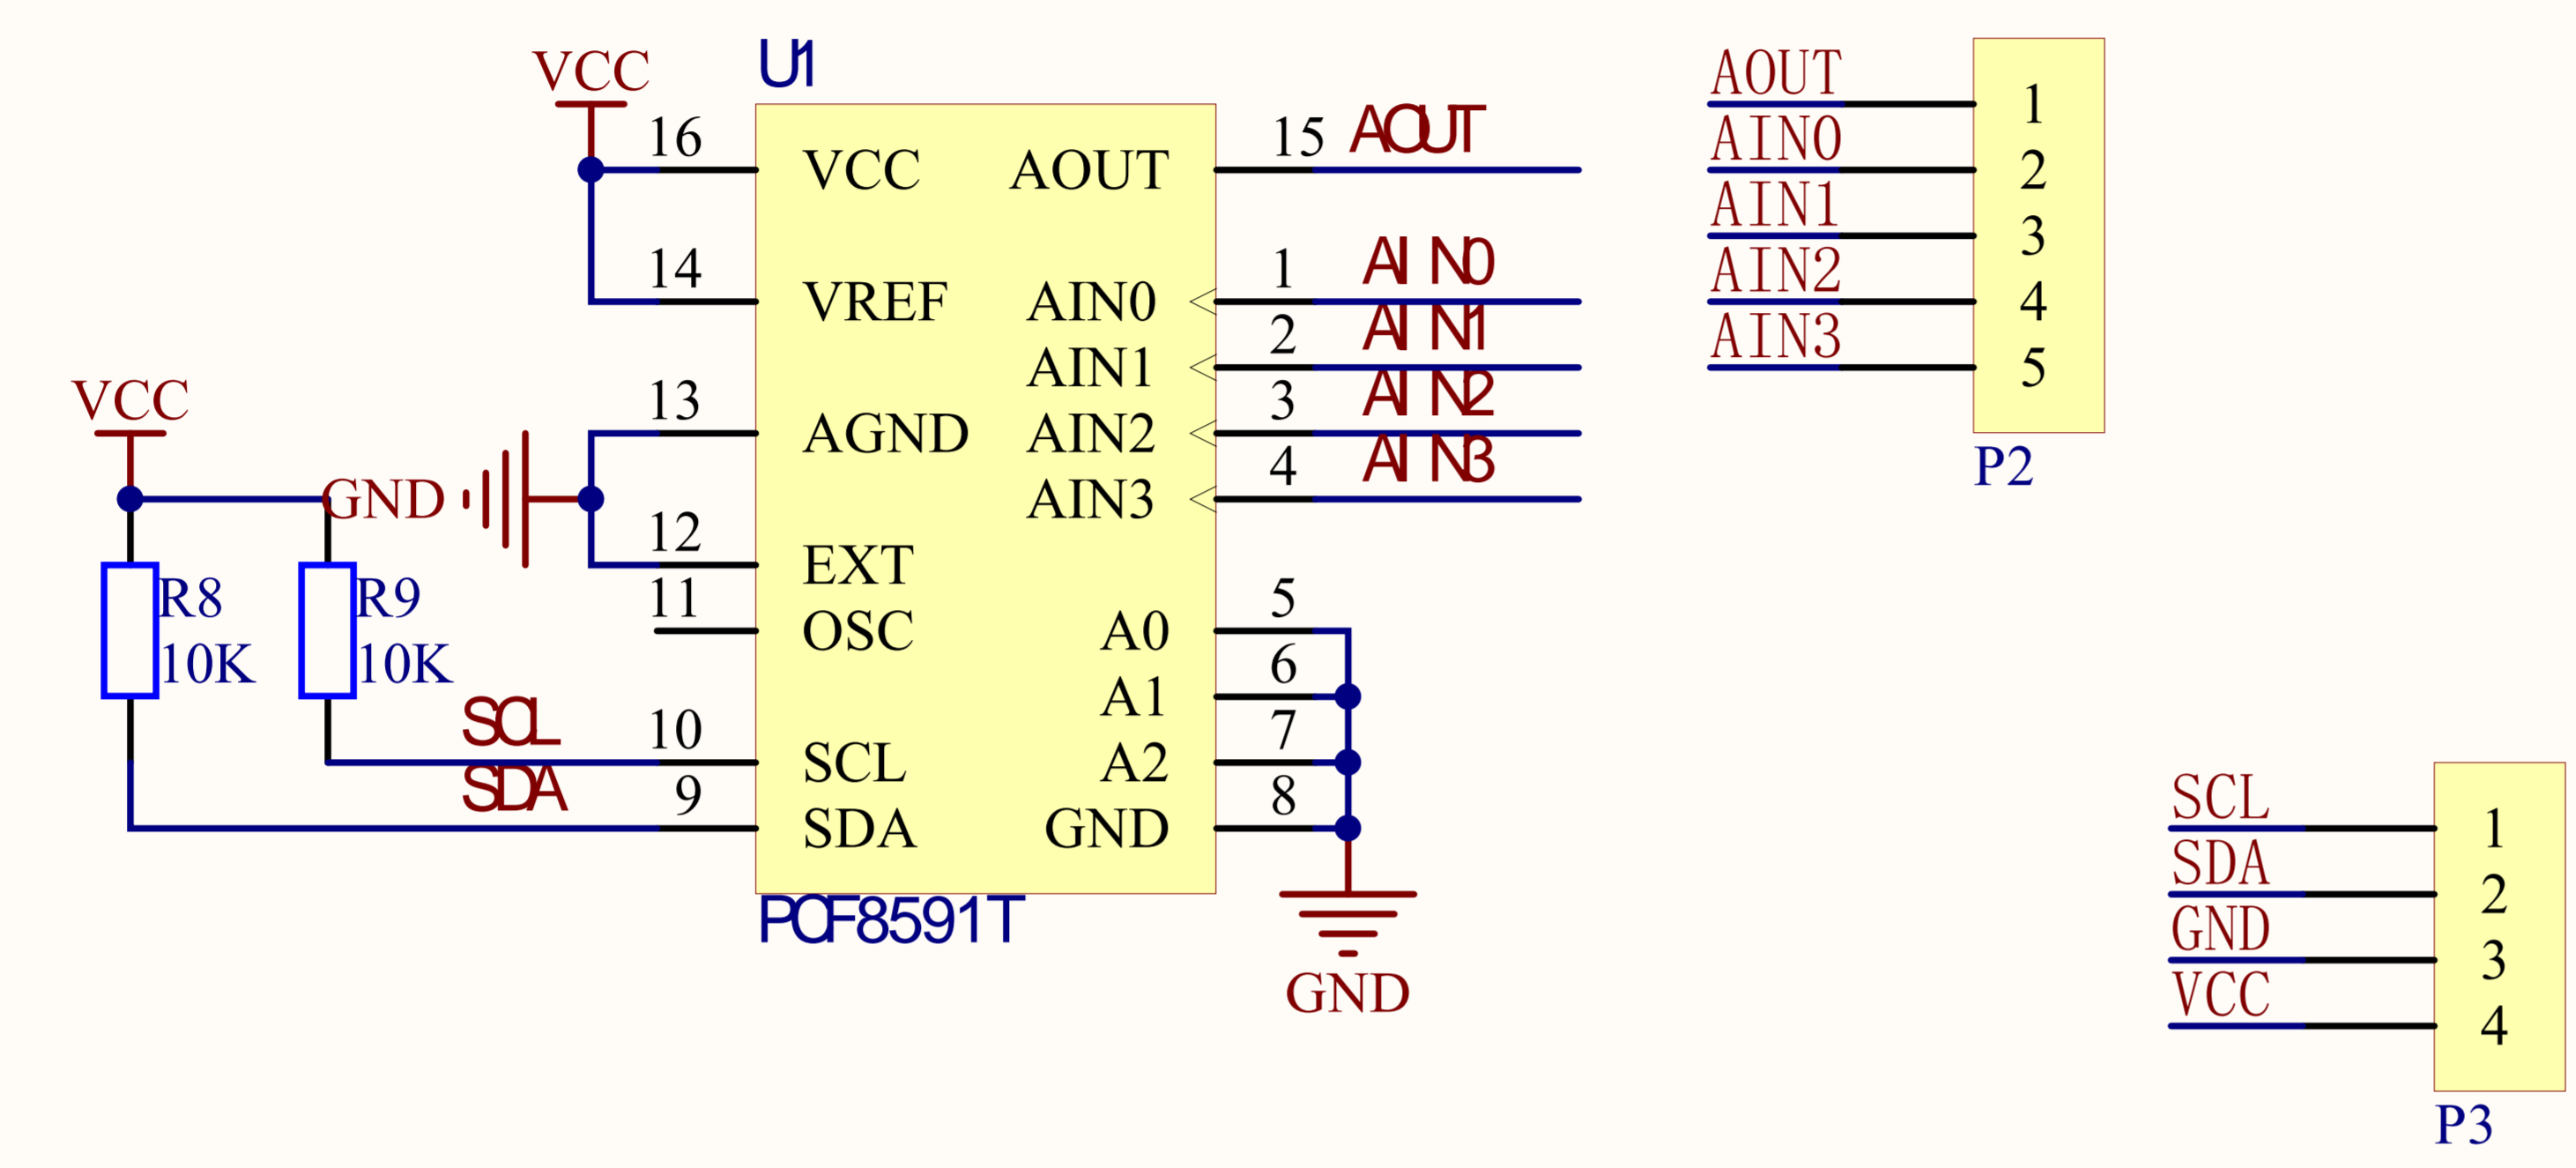 VCC
U1
16
VCC
14
VREF
13
AGND
12
EXT
11
OSC
10
SCL
9
SDA
AOUT
15
AOUT
AIN0
1
AIN0
AIN1
2
AIN1
AIN2
3
AIN2
AIN3
4
AIN3
A0
5
A1
6
A2
7
GND
8
PCF8591T
GND
VCC
GND
R8
10K
R9
10K
SCL
SDA
AOUT
1
AIN0
2
AIN1
3
AIN2
4
AIN3
5
P2
SCL
1
SDA
2
GND
3
VCC
4
P3